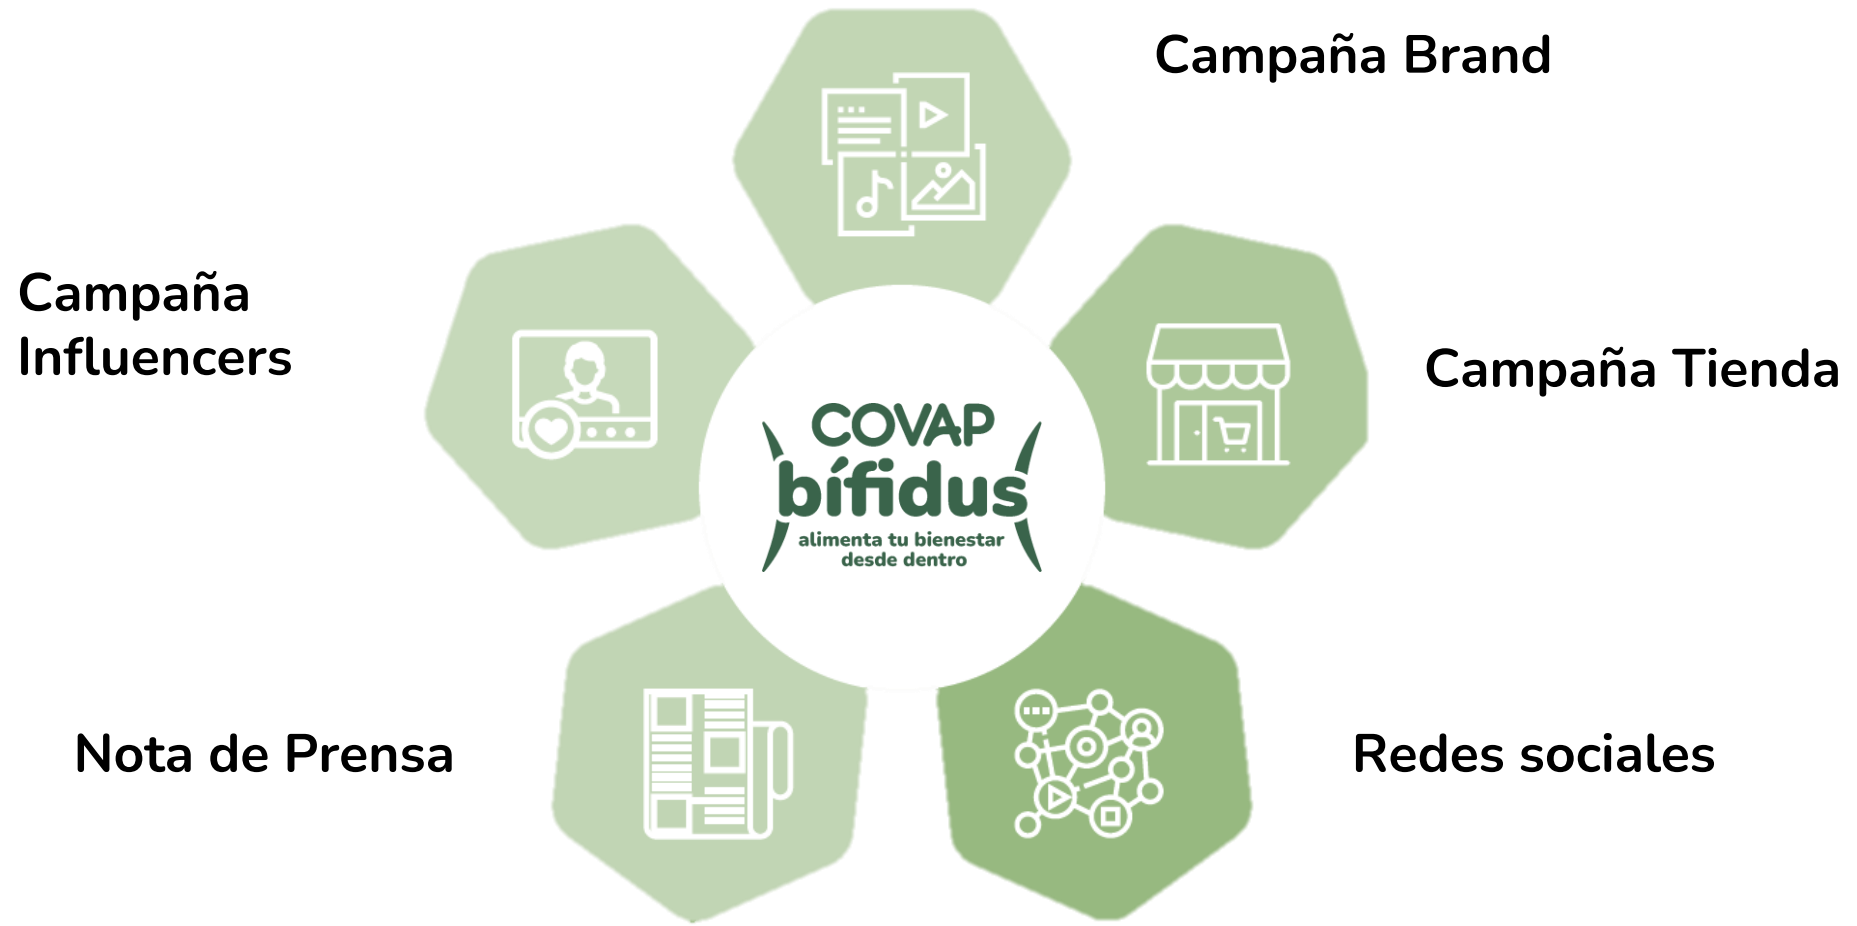 Campaña Brand
Campaña
Influencers
Campaña Tienda
COVAP
bífidus
alimenta tu bienestar
desde dentro
Nota de Prensa
Redes sociales